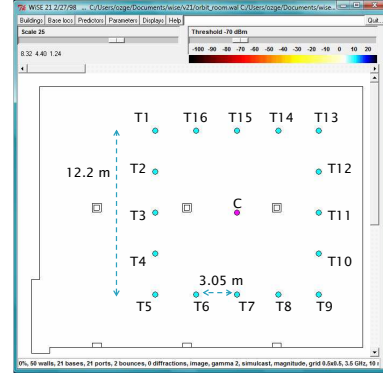 WiSE 21 2/27/98 ... C:/Users/ozge/Documents/wise/v21/orbit_room.wal C:/Users/ozge/Documents/wise...
Buildings Base locs Predictors Parameters Displays Help Quit...
Scale 25 Threshold -70 dBm
-100 -90 -80 -70 -60 -50 -40 -30 -20 -10 0 10 20
8.32 4.40 1.24
T1 T16 T15 T14 T13
12.2 m T2 T12
C
T3 T11
T4 T10
3.05 m
T5 T6 T7 T8 T9
0%, 50 walls, 21 bases, 21 ports, 2 bounces, 0 diffractions, image, gamma 2, simulcast, magnitude, grid 0.5x0.5, 3.5 GHz, 10